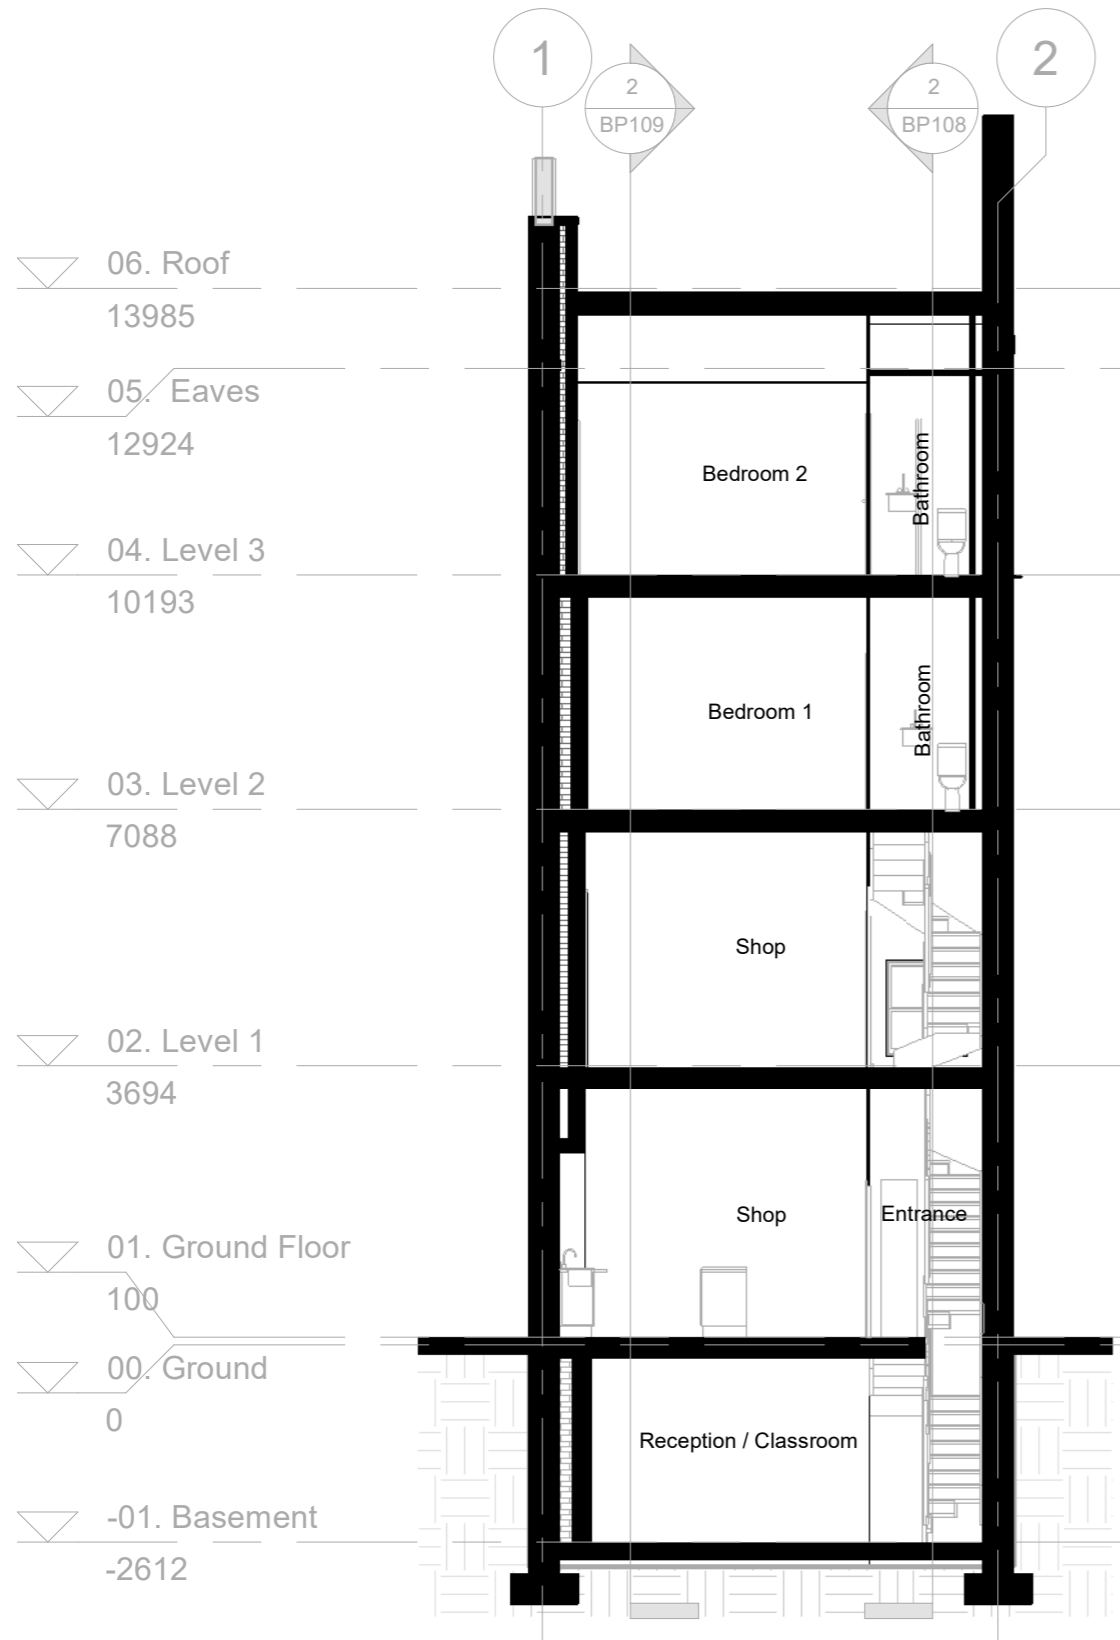 1
2
2
BP109
2
BP108
06. Roof
13985
05. Eaves
12924
Bedroom 2
Bathroom
04. Level 3
10193
Bedroom 1
Bathroom
03. Level 2
7088
Shop
02. Level 1
3694
Shop
Entrance
01. Ground Floor
100
00. Ground
0
Reception / Classroom
-01. Basement
-2612